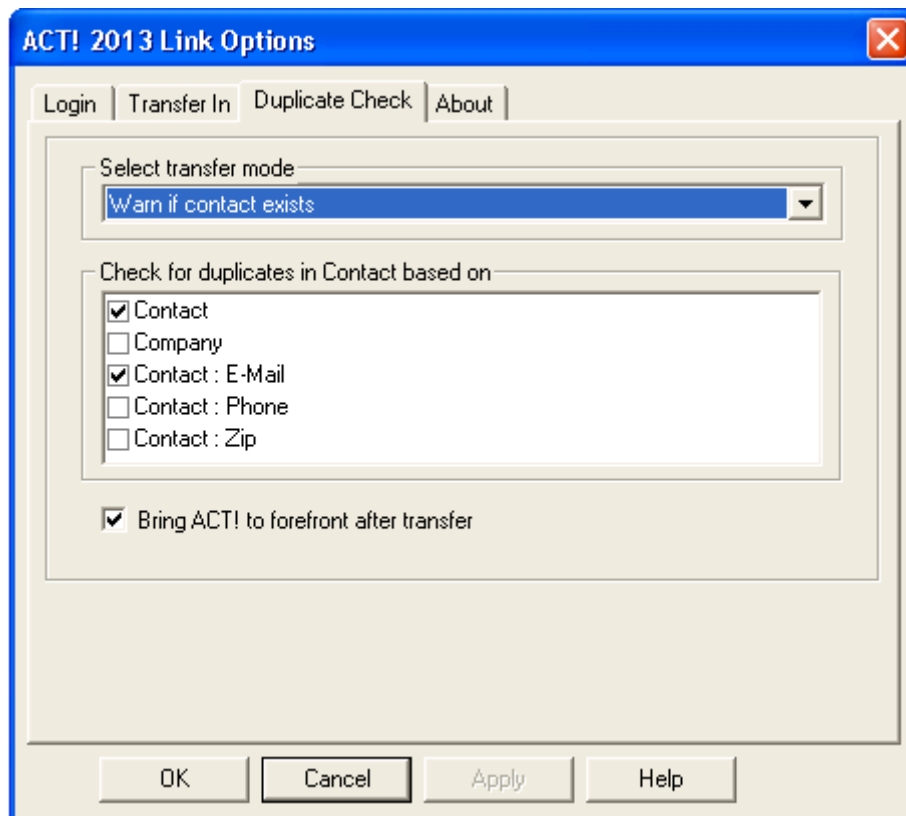 ACT! 2013 Link Options
Login Transfer In Duplicate Check About
Select transfer mode
Warn if contact exists
Check for duplicates in Contact based on
Contact
Company
Contact : E-Mail
Contact : Phone
Contact : Zip
Bring ACT! to forefront after transfer
OK Cancel Apply Help